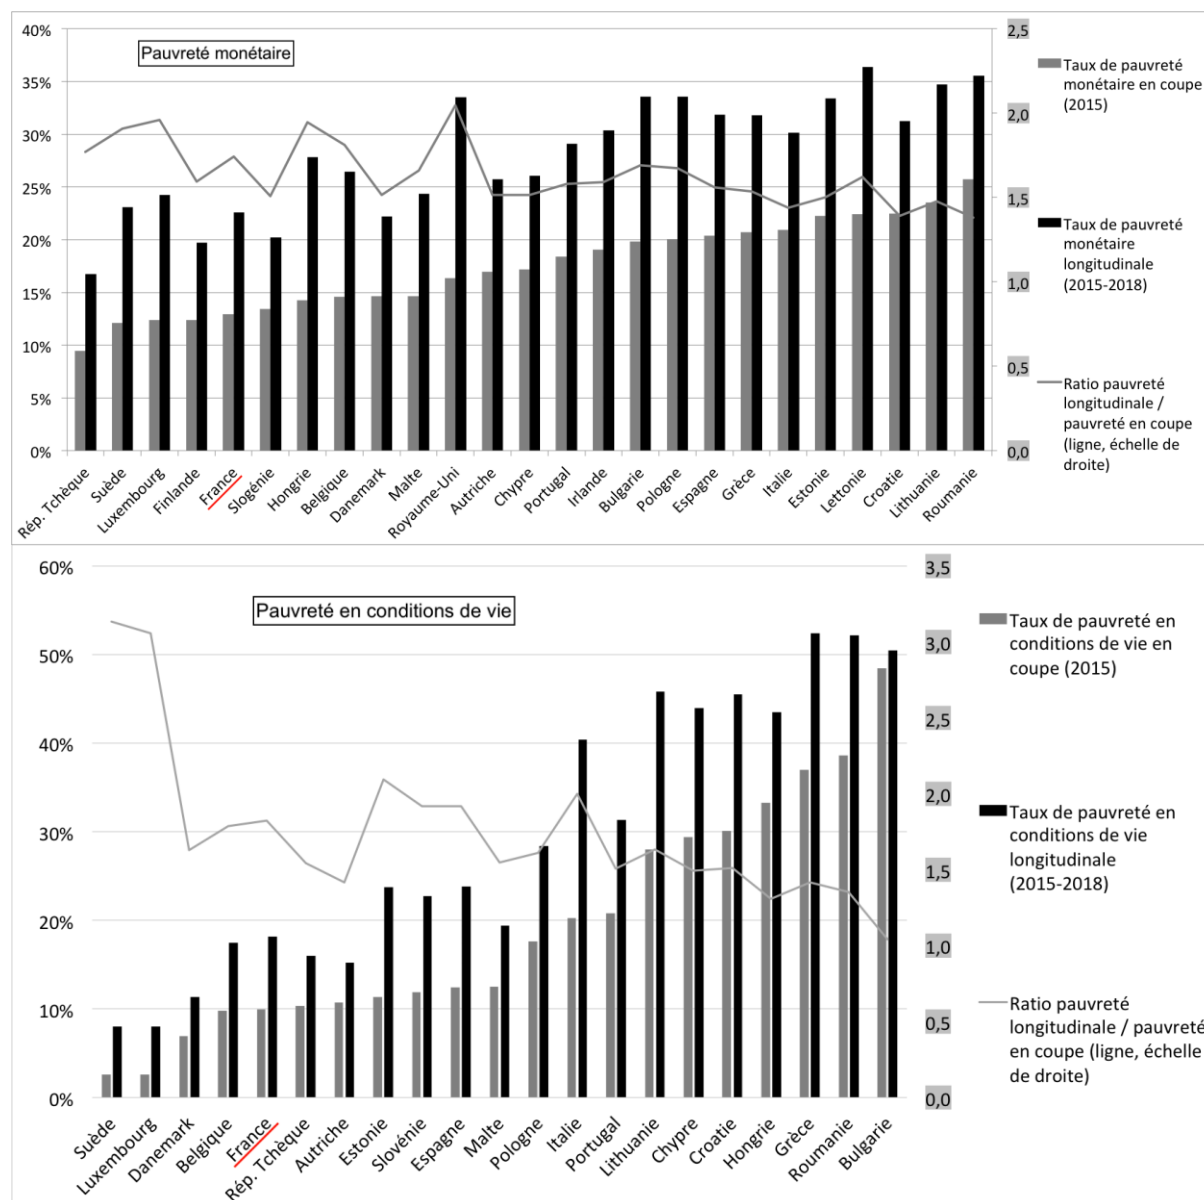 40%
35%
30%
25%
20%
15%
10%
5%
0%
Pauvreté monétaire
2,5
2,0
1,5
1,0
0,5
0,0
Taux de pauvreté
monétaire en coupe
(2015)
Taux de pauvreté
monétaire
longitudinale
(2015-2018)
Ratio pauvreté
longitudinale /
pauvreté en coupe
(ligne, échelle de
droite)
Rép. Tchèque
Suède
Luxembourg
Finlande
France
Slogénie
Hongrie
Belgique
Danemark
Malte
Royaume-Uni
Autriche
Chypre
Portugal
Irlande
Bulgarie
Pologne
Espagne
Grèce
Italie
Estonie
Lettonie
Croatie
Lithuanie
Roumanie
60%
50%
40%
30%
20%
10%
0%
Pauvreté en conditions de vie
3,5
3,0
2,5
2,0
1,5
1,0
0,5
0,0
Taux de pauvreté en
conditions de vie en
coupe (2015)
Taux de pauvreté en
conditions de vie
longitudinale
(2015-2018)
Ratio pauvreté
longitudinale / pauvreté
en coupe (ligne, échelle
de droite)
Suède
Luxembourg
Danemark
Belgique
France
Rép. Tchèque
Autriche
Estonie
Slovénie
Espagne
Malte
Pologne
Italie
Portugal
Lithuanie
Chypre
Croatie
Hongrie
Grèce
Roumanie
Bulgarie